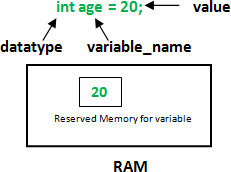 int age = 20; value
datatype variable_name
20
Reserved Memory for variable
RAM